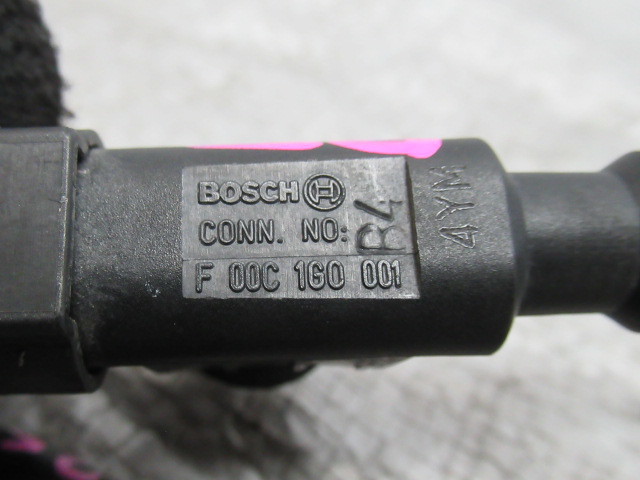 BOSCH
CONN. NO: B4
F 00C 1G0 001
4YM